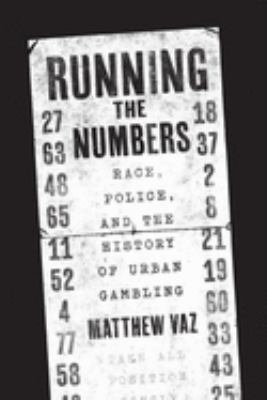 RUNNING
27 THE 18
63 NUMBERS 37
48 RACE, 2
65 POLICE, 8
AND THE
11 HISTORY 21
52 OF URBAN 19
4 GAMBLING 60
77 MATTHEW VAZ 33
58 43
POSITION
25